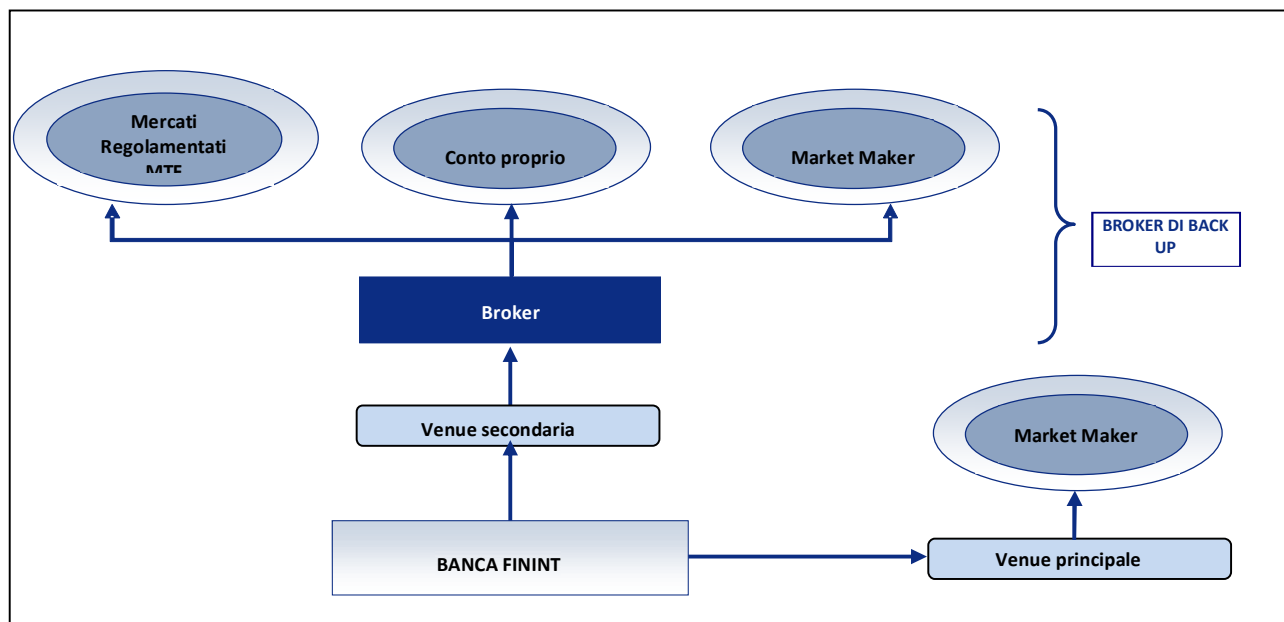 Mercati
Regolamentati
MTF
Conto proprio
Market Maker
BROKER DI BACK
UP
Broker
Venue secondaria
Market Maker
BANCA FININT
Venue principale